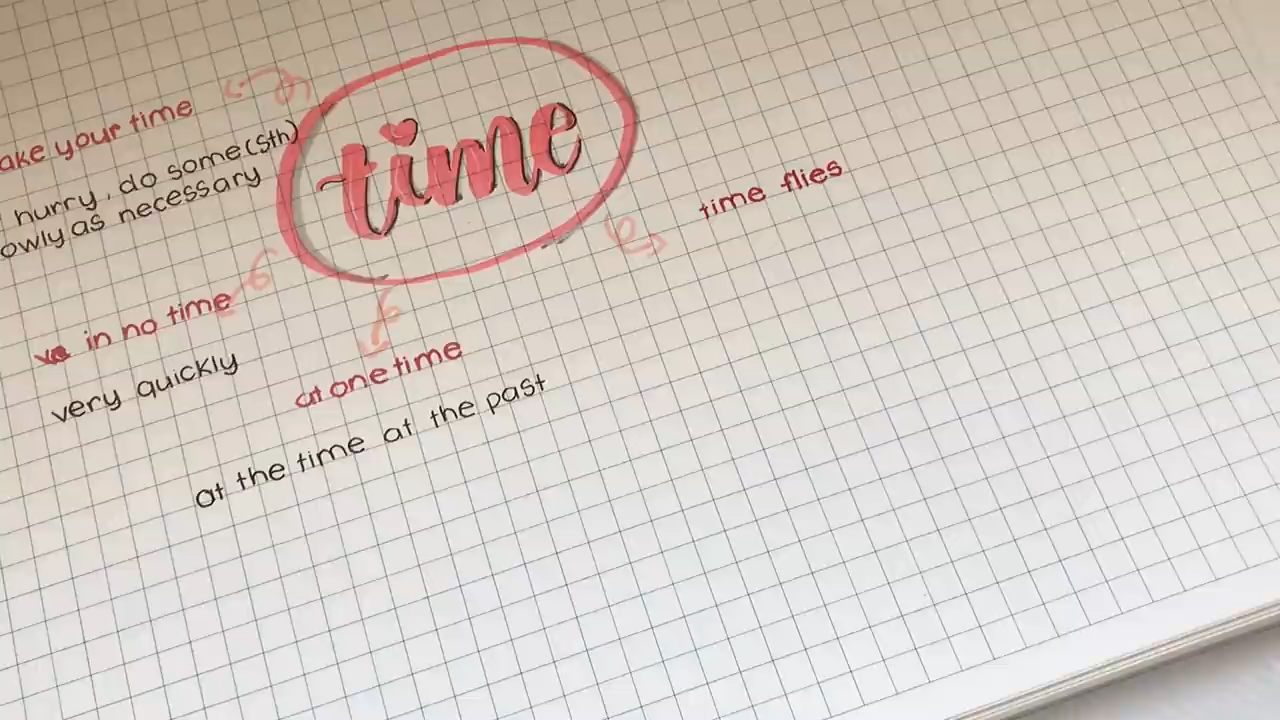 time
ake your time
hurry, do some(sth)
owly as necessary
in no time
very quickly
at one time
at the time at the past
time flies